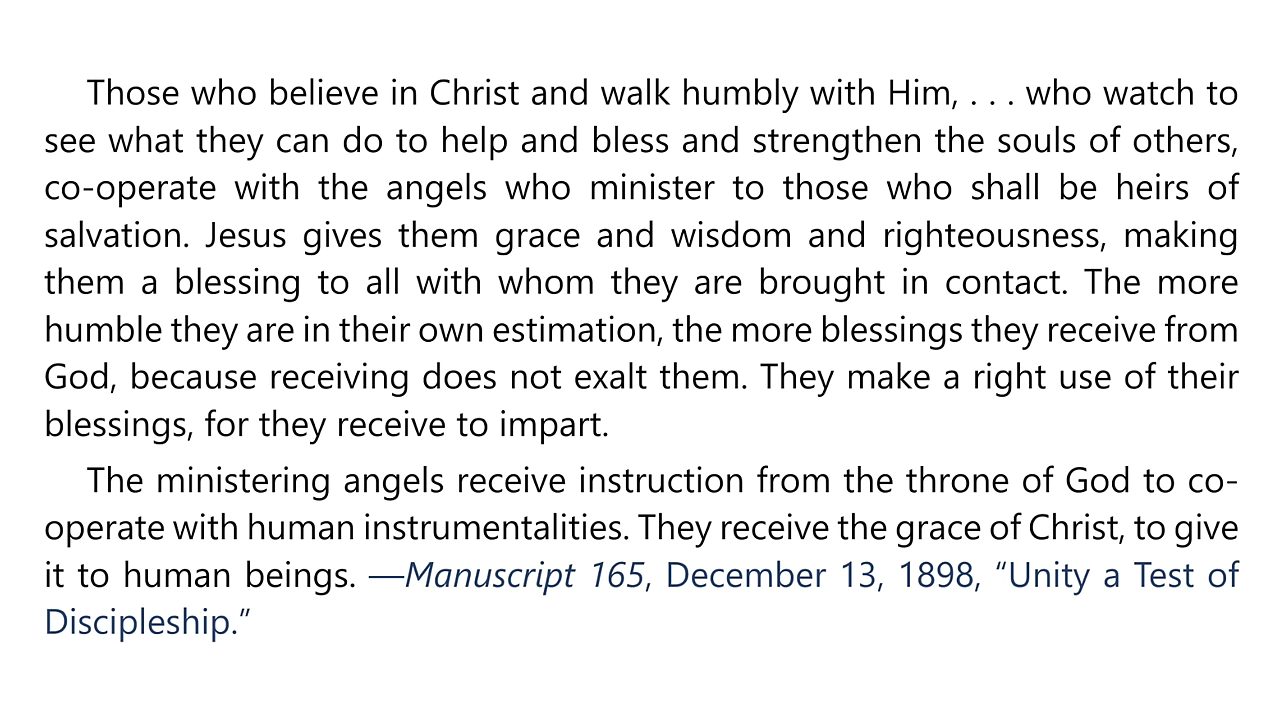 Those who believe in Christ and walk humbly with Him, . . . who watch to
see what they can do to help and bless and strengthen the souls of others,
co-operate with the angels who minister to those who shall be heirs of
salvation. Jesus gives them grace and wisdom and righteousness, making
them a blessing to all with whom they are brought in contact. The more
humble they are in their own estimation, the more blessings they receive from
God, because receiving does not exalt them. They make a right use of their
blessings, for they receive to impart.
The ministering angels receive instruction from the throne of God to co-
operate with human instrumentalities. They receive the grace of Christ, to give
it to human beings. —Manuscript 165, December 13, 1898, “Unity a Test of
Discipleship.”